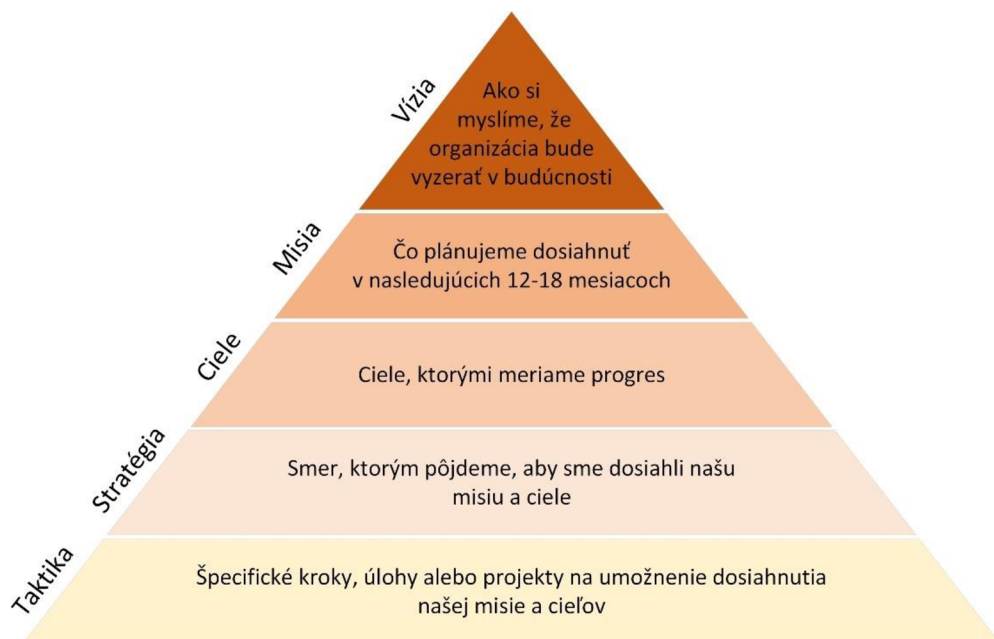 Vízia
Ako si
myslíme, že
organizácia bude
vyzerať v budúcnosti
Misia
Čo plánujeme dosiahnuť
v nasledujúcich 12-18 mesiacoch
Ciele
Ciele, ktorými meriame progres
Stratégia
Smer, ktorým pôjdeme, aby sme dosiahli našu
misiu a ciele
Taktika
Špecifické kroky, úlohy alebo projekty na umožnenie dosiahnutia
našej misie a cieľov